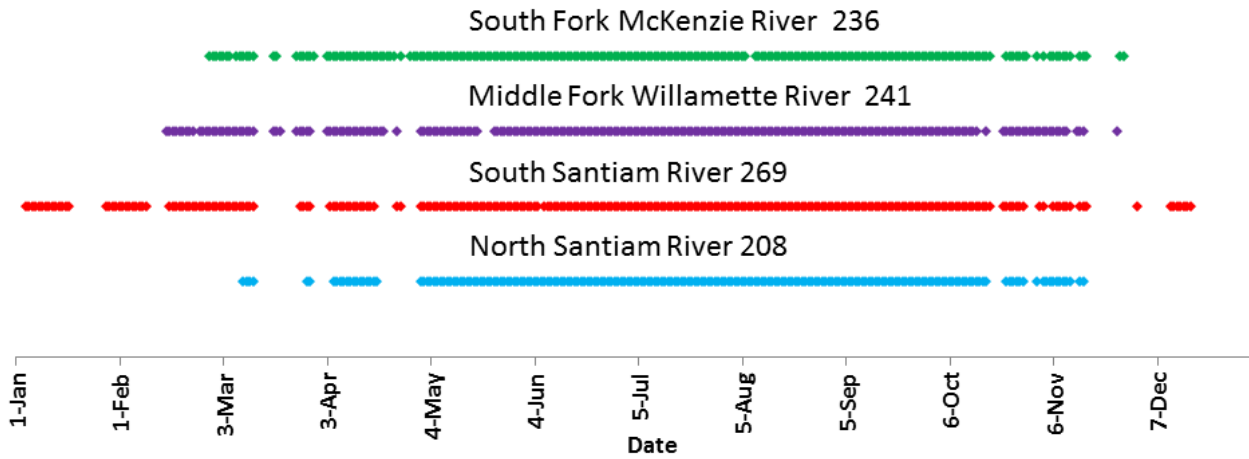 South Fork McKenzie River 236
Middle Fork Willamette River 241
South Santiam River 269
North Santiam River 208
1-Jan
1-Feb
3-Mar
3-Apr
4-May
4-Jun
5-Jul
5-Aug
5-Sep
6-Oct
6-Nov
7-Dec
Date